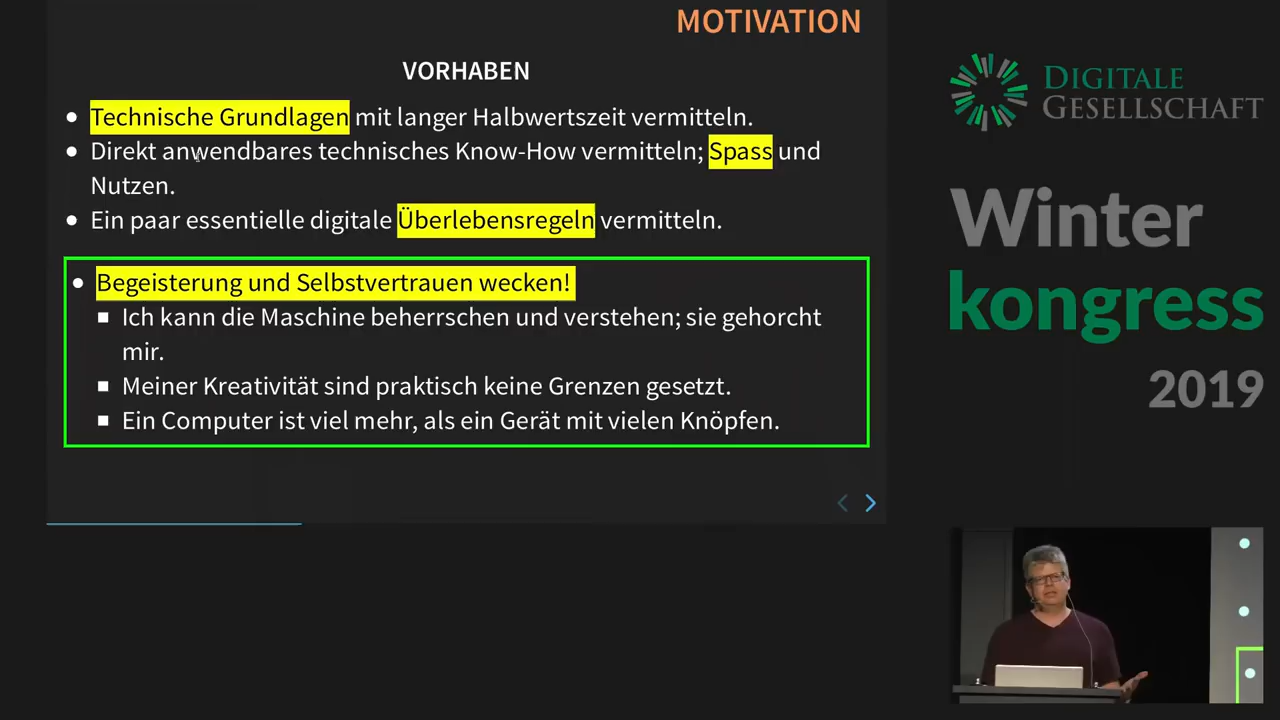 MOTIVATION
VORHABEN
Technische Grundlagen mit langer Halbwertszeit vermitteln.
Direkt anwendbares technisches Know-How vermitteln; Spass und
Nutzen.
Ein paar essentielle digitale Überlebensregeln vermitteln.
Begeisterung und Selbstvertrauen wecken!
Ich kann die Maschine beherrschen und verstehen; sie gehorcht
mir.
Meiner Kreativität sind praktisch keine Grenzen gesetzt.
Ein Computer ist viel mehr, als ein Gerät mit vielen Knöpfen.
DIGITALE
GESELLSCHAFT
Winter
kongress
2019